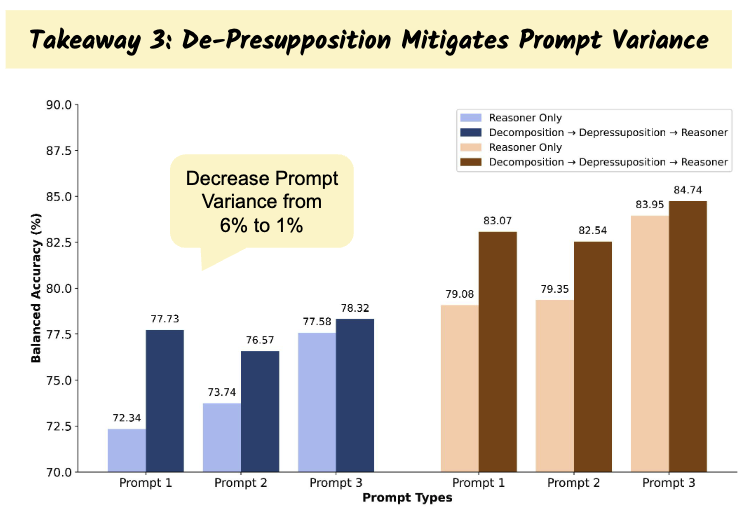 Takeaway 3: De-Presupposition Mitigates Prompt Variance
90.0
87.5
85.0
82.5
80.0
77.5
75.0
72.5
70.0
Balanced Accuracy (%)
Decrease Prompt
Variance from
6% to 1%
Reasoner Only
Decomposition → Depressuposition → Reasoner
Reasoner Only
Decomposition → Depressuposition → Reasoner
72.34
77.73
73.74
76.57
77.58
78.32
79.08
83.07
79.35
82.54
83.95
84.74
Prompt 1
Prompt 2
Prompt 3
Prompt 1
Prompt 2
Prompt 3
Prompt Types